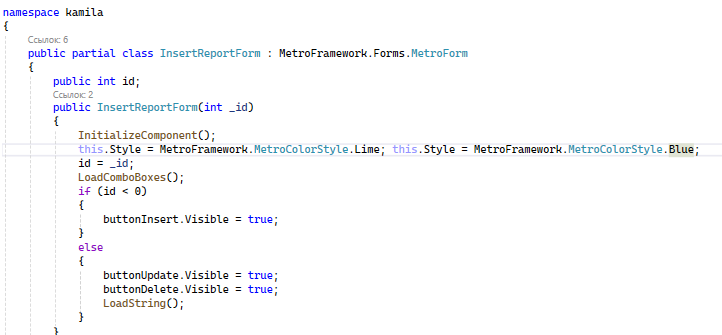 namespace kamila
{
Ссылок: 6
public partial class InsertReportForm : MetroFramework.Forms.MetroForm
{
public int id;
Ссылок: 2
public InsertReportForm(int _id)
{
InitializeComponent();
this.Style = MetroFramework.MetroColorStyle.Lime; this.Style = MetroFramework.MetroColorStyle.Blue;
id = _id;
LoadComboBoxes();
if (id < 0)
{
buttonInsert.Visible = true;
}
else
{
buttonUpdate.Visible = true;
buttonDelete.Visible = true;
LoadString();
}
}